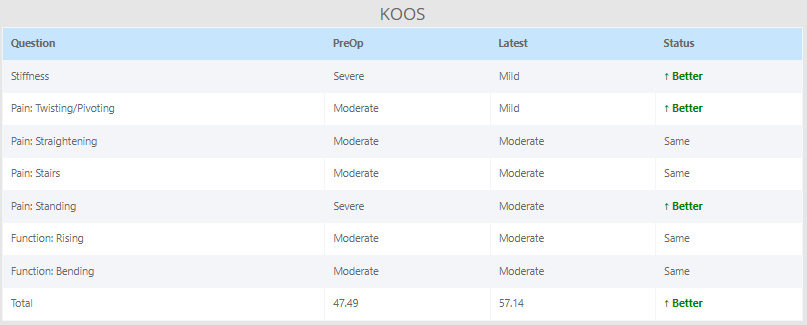 KOOS
Question PreOp Latest Status
Stiffness Severe Mild ↑ Better
Pain: Twisting/Pivoting Moderate Mild ↑ Better
Pain: Straightening Moderate Moderate Same
Pain: Stairs Moderate Moderate Same
Pain: Standing Severe Moderate ↑ Better
Function: Rising Moderate Moderate Same
Function: Bending Moderate Moderate Same
Total 47.49 57.14 ↑ Better